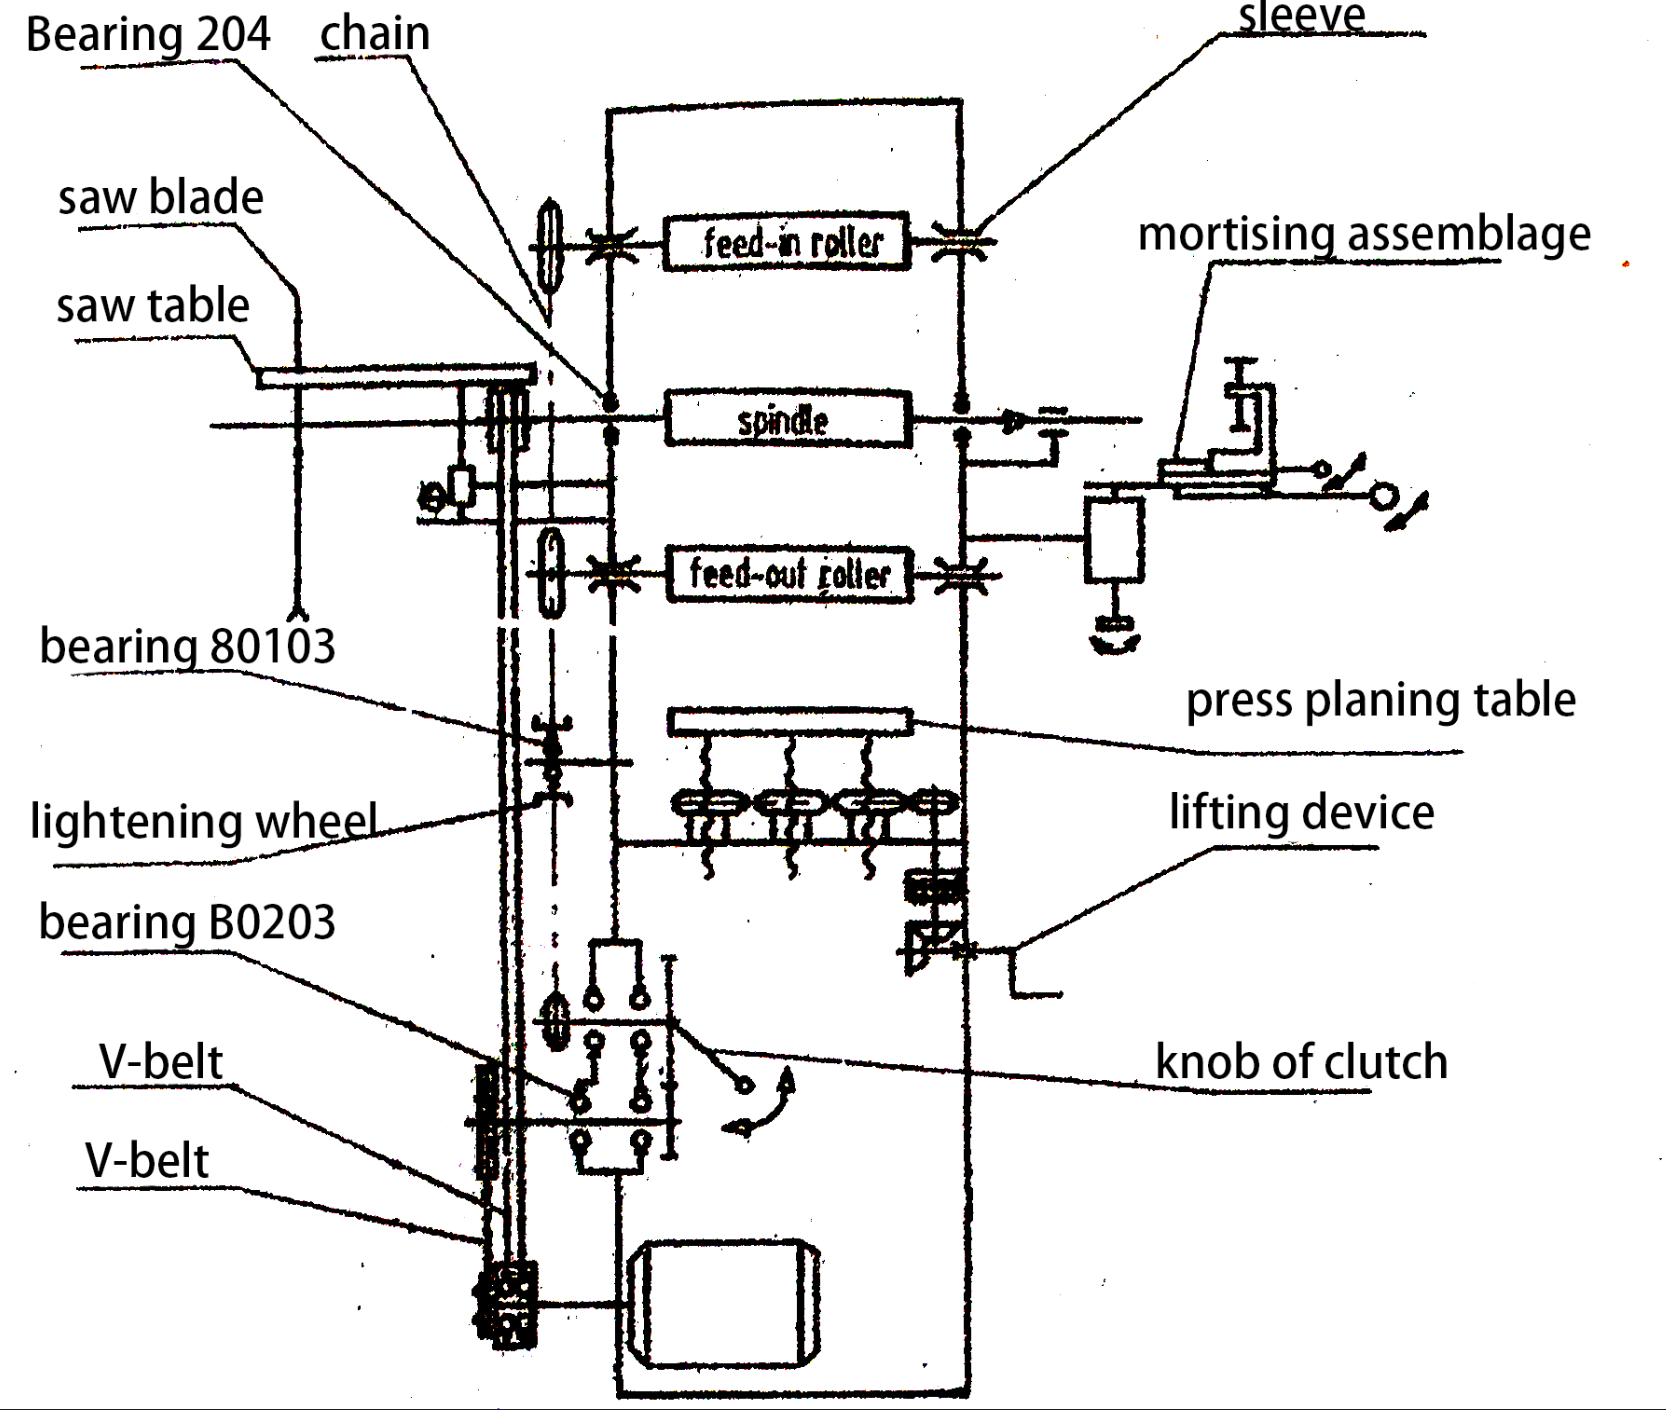 Bearing 204
chain
sleeve
saw blade
feed-in roller
mortising assemblage
saw table
spindle
feed-out roller
bearing 80103
press planing table
lightening wheel
lifting device
bearing B0203
V-belt
knob of clutch
V-belt